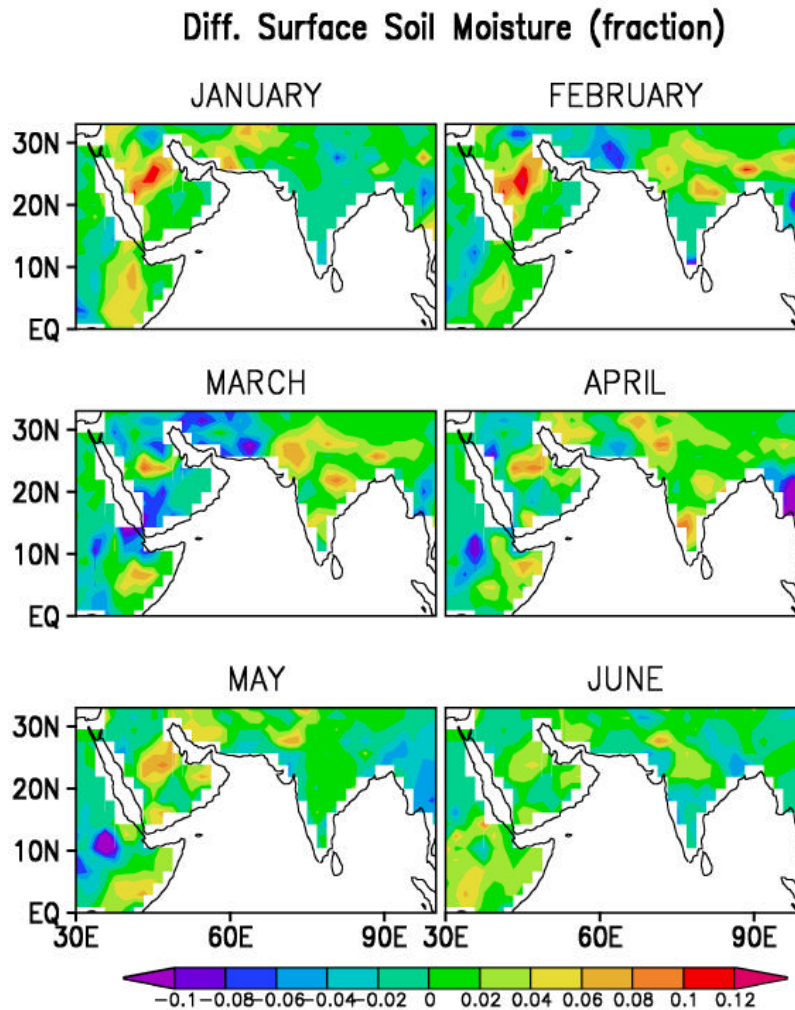 Diff. Surface Soil Moisture (fraction)
JANUARY FEBRUARY
30N
20N
10N
EQ
MARCH APRIL
30N
20N
10N
EQ
MAY JUNE
30N
20N
10N
EQ
30E 60E 90E 30E 60E 90E
-0.1 -0.08 -0.06 -0.04 -0.02 0 0.02 0.04 0.06 0.08 0.1 0.12